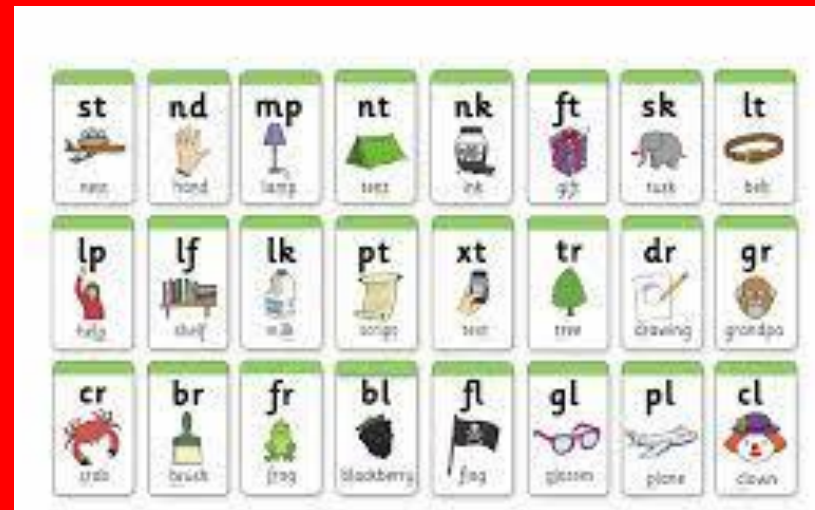 st nd mp nt nk ft sk lt
nest hand lamp tent ink gift tusk belt
lp lf lk pt xt tr dr gr
help shelf milk script text tree drawing grandpa
cr br fr bl fl gl pl cl
crab brush frog blackberry flag glasses plane clown